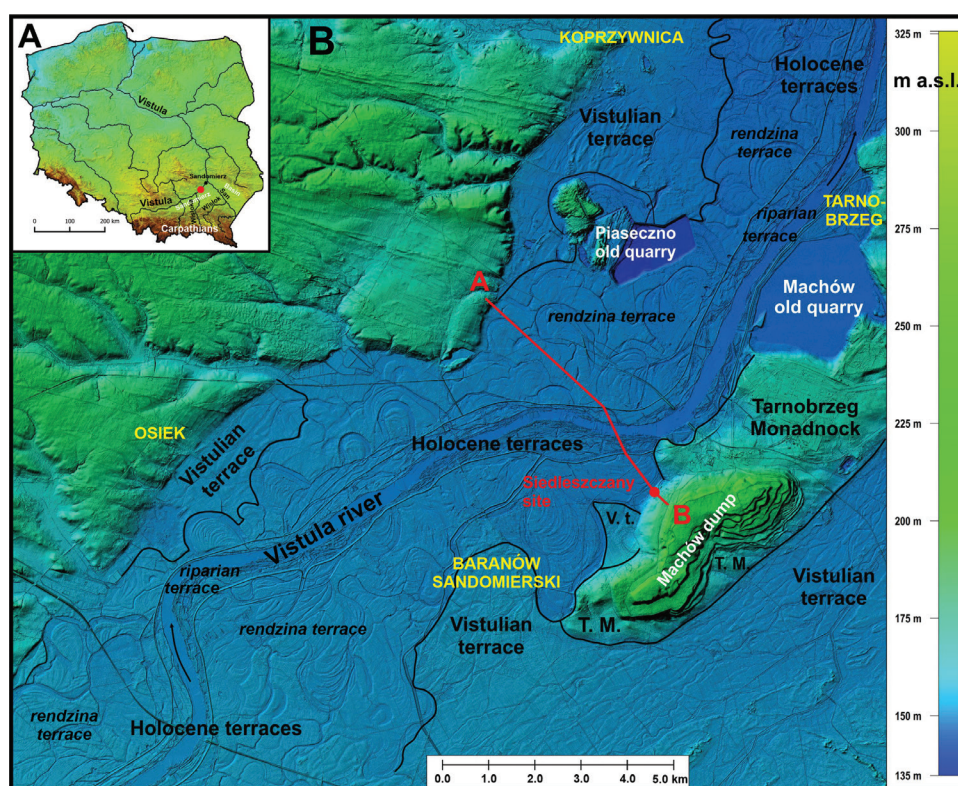 A
Vistula
Sandomierz
Vistula
Carpathians
0
100
200 km
B
KOPRZYWNICA
Holocene
terraces
Vistulian
terrace
rendzina
terrace
riparian
terrace
TARNO-
BRZEG
Piaseczno
old quarry
Machów
old quarry
A
rendzina terrace
Tarnobrzeg
Monadnock
OSIEK
Vistulian
terrace
Holocene terraces
Siedleszczany
site
B
V. t.
Machów dump
T. M.
T. M.
Vistulian
terrace
Vistula river
BARANÓW
SANDOMIERSKI
riparian
terrace
rendzina terrace
Vistulian
terrace
rendzina
terrace
Holocene terraces
0.0 1.0 2.0 3.0 4.0 5.0 km
325 m
m a.s.l.
300 m
275 m
250 m
225 m
200 m
175 m
150 m
135 m